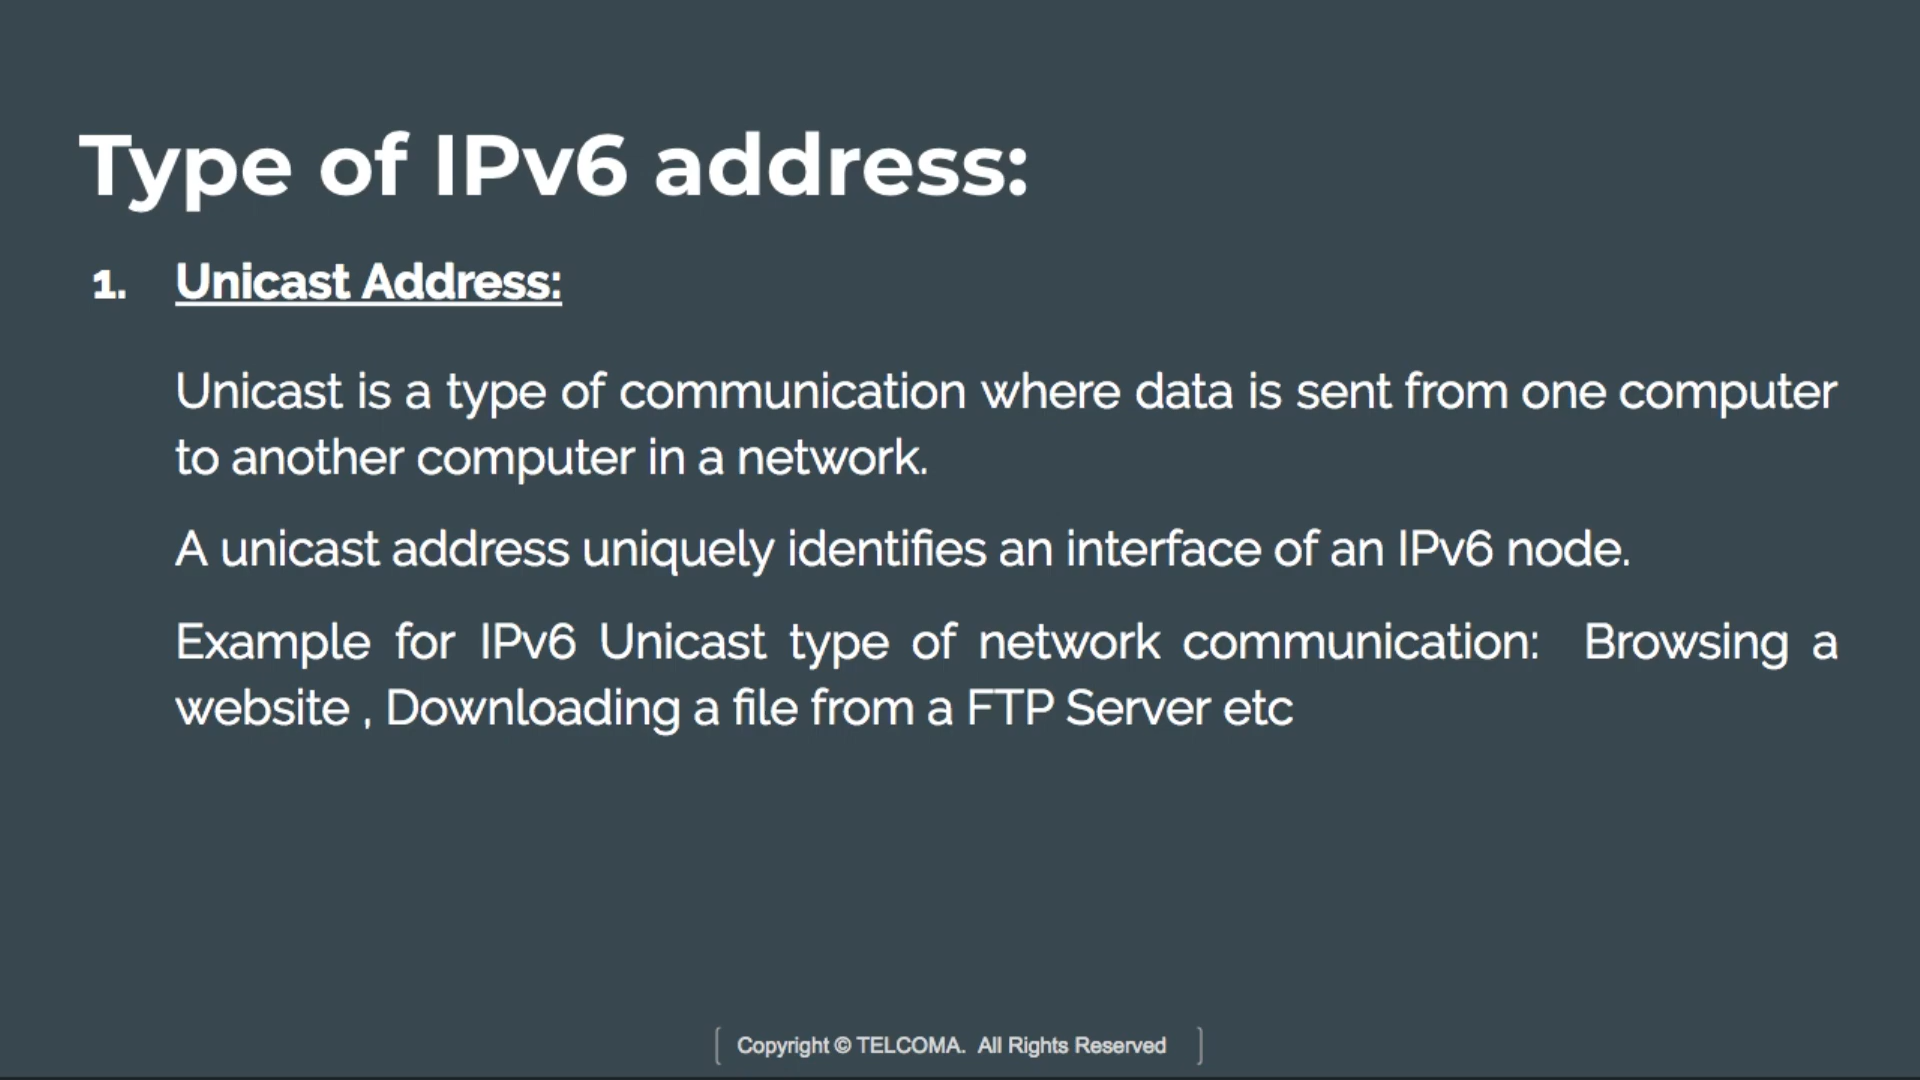 Type of IPv6 address:
1. Unicast Address:
Unicast is a type of communication where data is sent from one computer
to another computer in a network.
A unicast address uniquely identifies an interface of an IPv6 node.
Example for IPv6 Unicast type of network communication: Browsing a
website , Downloading a file from a FTP Server etc
Copyright © TELCOMA. All Rights Reserved